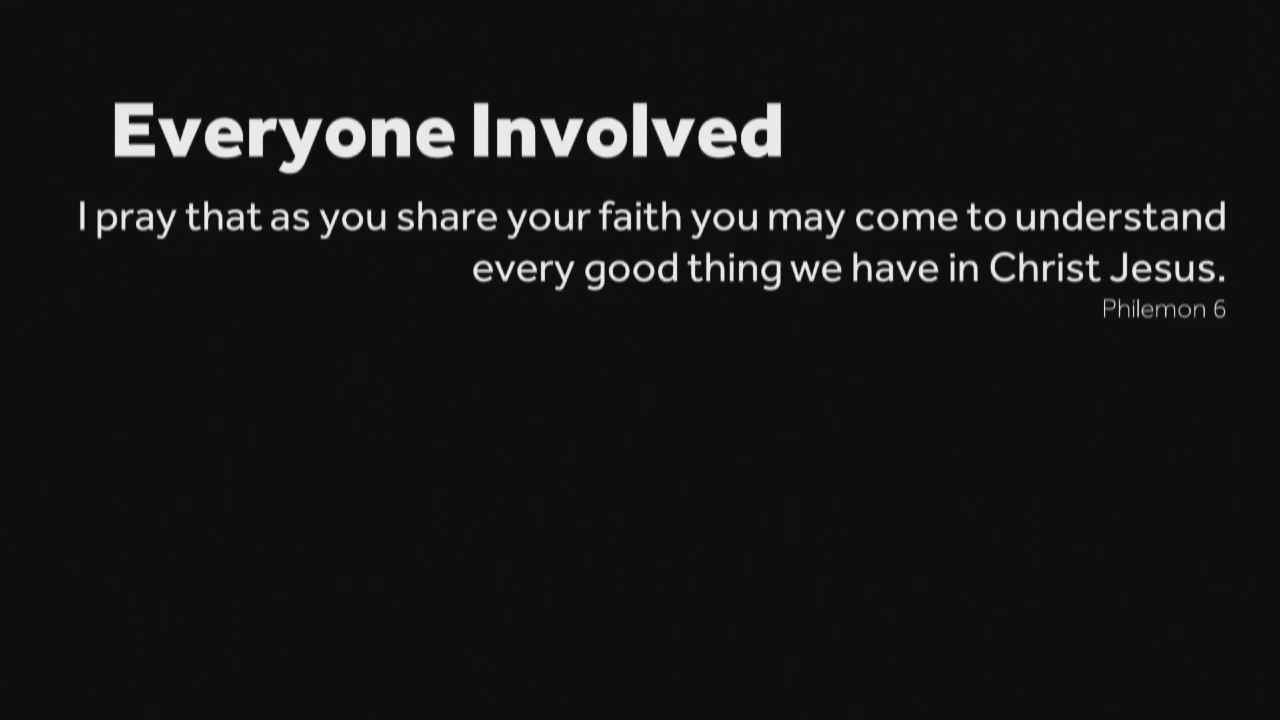 Everyone Involved
I pray that as you share your faith you may come to understand
every good thing we have in Christ Jesus.
Philemon 6